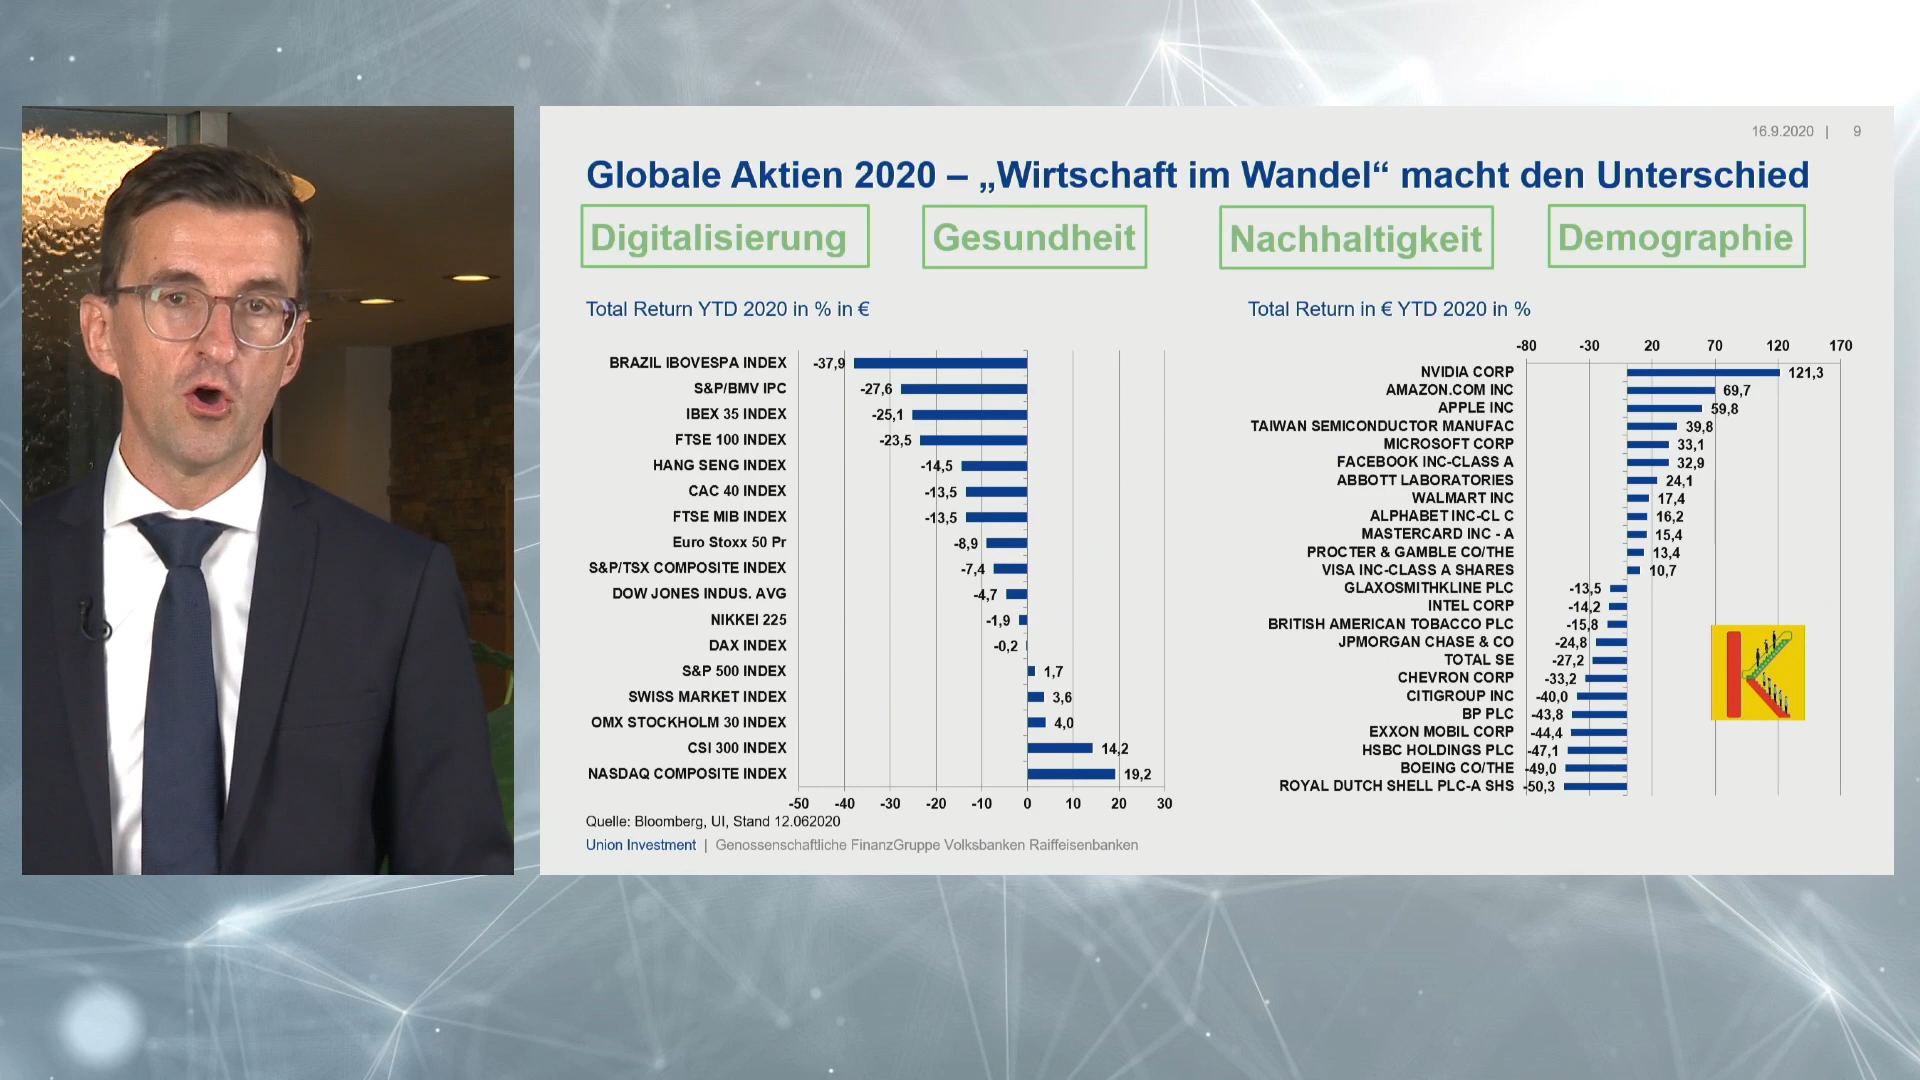 16.9.2020 | 9
Globale Aktien 2020 – „Wirtschaft im Wandel“ macht den Unterschied
Digitalisierung
Gesundheit
Nachhaltigkeit
Demographie
Total Return YTD 2020 in % in €
BRAZIL IBOVESPA INDEX -37,9
S&P/BMV IPC -27,6
IBEX 35 INDEX -25,1
FTSE 100 INDEX -23,5
HANG SENG INDEX -14,5
CAC 40 INDEX -13,5
FTSE MIB INDEX -13,5
Euro Stoxx 50 Pr -8,9
S&P/TSX COMPOSITE INDEX -7,4
DOW JONES INDUS. AVG -4,7
NIKKEI 225 -1,9
DAX INDEX -0,2
S&P 500 INDEX 1,7
SWISS MARKET INDEX 3,6
OMX STOCKHOLM 30 INDEX 4,0
CSI 300 INDEX 14,2
NASDAQ COMPOSITE INDEX 19,2
-50 -40 -30 -20 -10 0 10 20 30
Total Return in € YTD 2020 in %
-80 -30 20 70 120 170
NVIDIA CORP 121,3
AMAZON.COM INC 69,7
APPLE INC 59,8
TAIWAN SEMICONDUCTOR MANUFAC 39,8
MICROSOFT CORP 33,1
FACEBOOK INC-CLASS A 32,9
ABBOTT LABORATORIES 24,1
WALMART INC 17,4
ALPHABET INC-CL C 16,2
MASTERCARD INC - A 15,4
PROCTER & GAMBLE CO/THE 13,4
VISA INC-CLASS A SHARES 10,7
GLAXOSMITHKLINE PLC -13,5
INTEL CORP -14,2
BRITISH AMERICAN TOBACCO PLC -15,8
JPMORGAN CHASE & CO -24,8
TOTAL SE -27,2
CHEVRON CORP -33,2
CITIGROUP INC -40,0
BP PLC -43,8
EXXON MOBIL CORP -44,4
HSBC HOLDINGS PLC -47,1
BOEING CO/THE -49,0
ROYAL DUTCH SHELL PLC-A SHS -50,3
K
Quelle: Bloomberg, UI, Stand 12.062020
Union Investment | Genossenschaftliche FinanzGruppe Volksbanken Raiffeisenbanken